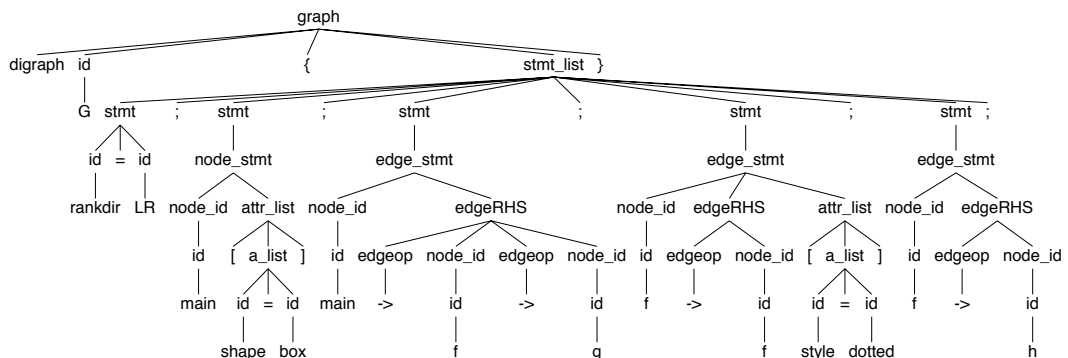 graph
digraph id { stmt_list }
G stmt ; stmt ; stmt ; stmt ; stmt ;
id = id node_stmt edge_stmt edge_stmt edge_stmt
rankdir LR node_id attr_list node_id edgeRHS node_id edgeRHS attr_list node_id edgeRHS
id [ a_list ] id edgeop node_id edgeop node_id id edgeop node_id [ a_list ] id edgeop node_id
main id = id main -> id -> id f -> id id = id f -> id
shape box f g f style dotted h